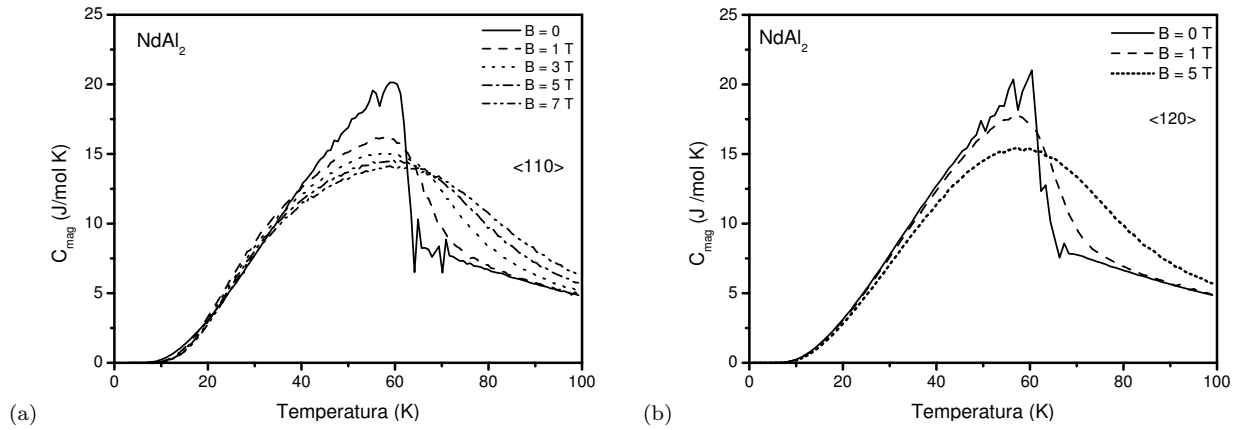 25
20
15
10
5
0
C_mag (J/mol K)
NdAl₂
B = 0
B = 1 T
B = 3 T
B = 5 T
B = 7 T
<110>
0 20 40 60 80 100
Temperatura (K)
(a)
25
20
15
10
5
0
C_mag (J /mol K)
NdAl₂
B = 0 T
B = 1 T
B = 5 T
<120>
0 20 40 60 80 100
Temperatura (K)
(b)